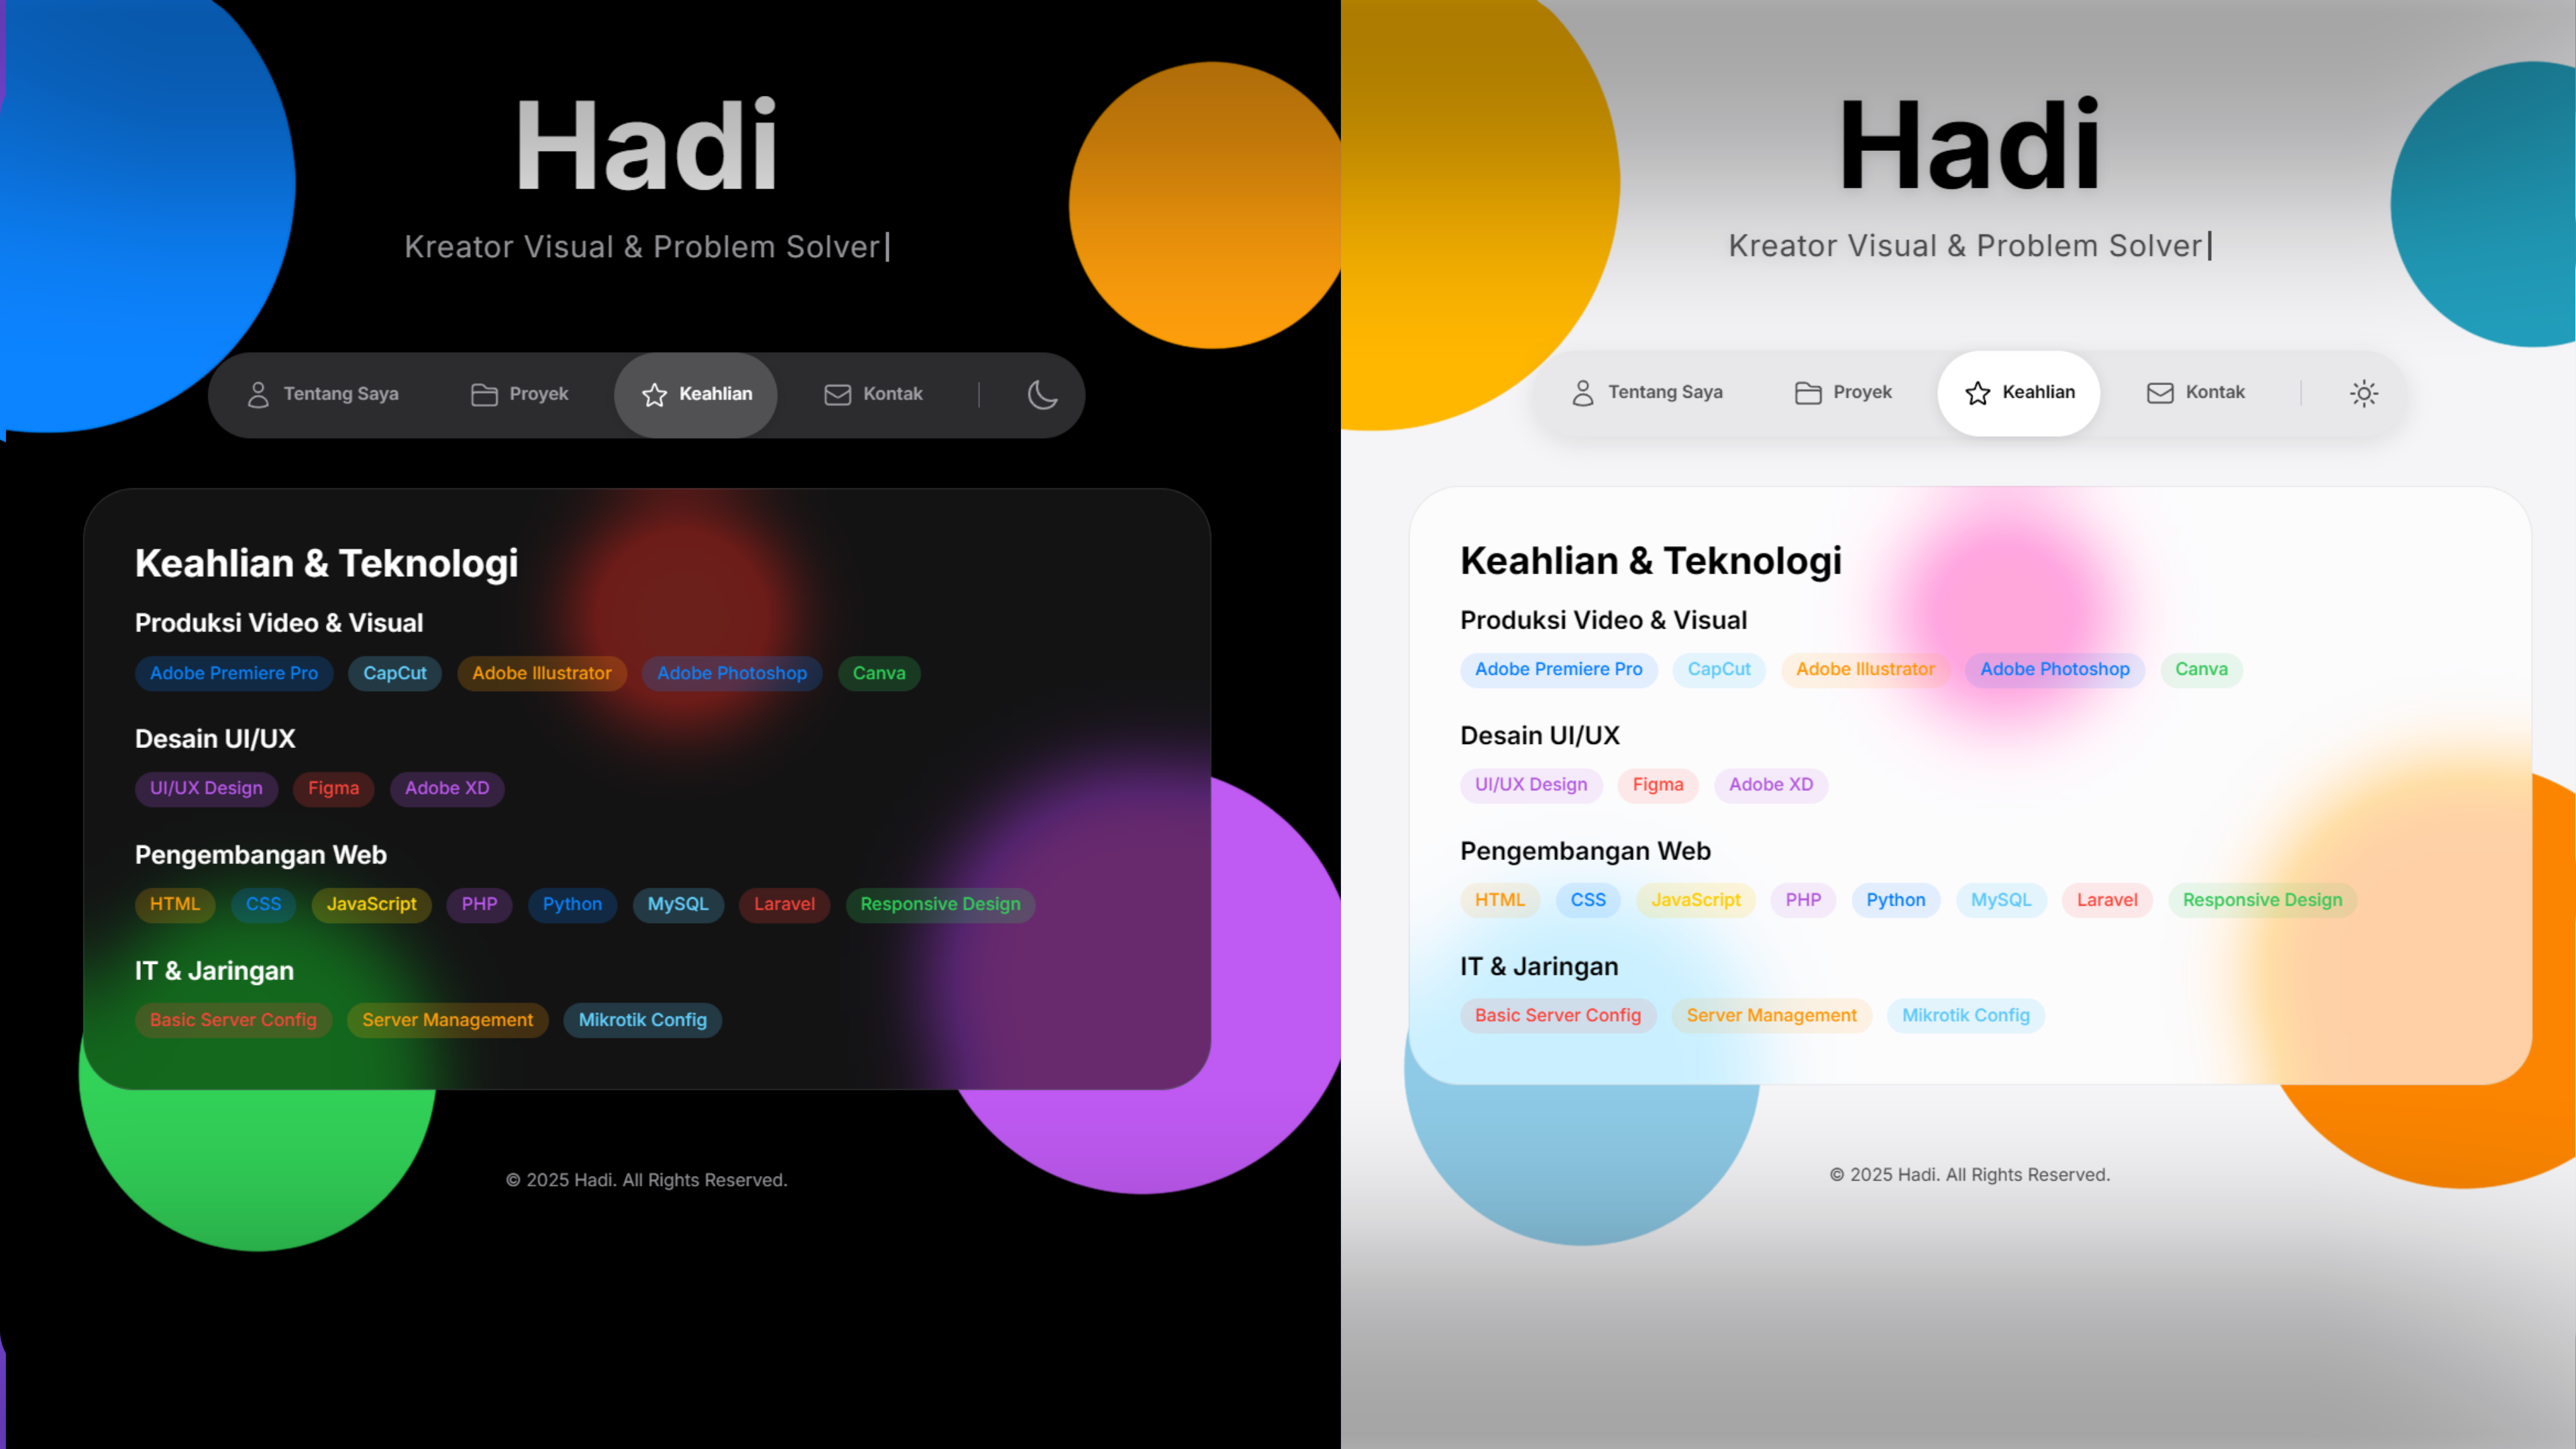 Hadi
Kreator Visual & Problem Solver|
Tentang Saya Proyek Keahlian Kontak
Keahlian & Teknologi
Produksi Video & Visual
Adobe Premiere Pro CapCut Adobe Illustrator Adobe Photoshop Canva
Desain UI/UX
UI/UX Design Figma Adobe XD
Pengembangan Web
HTML CSS JavaScript PHP Python MySQL Laravel Responsive Design
IT & Jaringan
Basic Server Config Server Management Mikrotik Config
© 2025 Hadi. All Rights Reserved.
Hadi
Kreator Visual & Problem Solver|
Tentang Saya Proyek Keahlian Kontak
Keahlian & Teknologi
Produksi Video & Visual
Adobe Premiere Pro CapCut Adobe Illustrator Adobe Photoshop Canva
Desain UI/UX
UI/UX Design Figma Adobe XD
Pengembangan Web
HTML CSS JavaScript PHP Python MySQL Laravel Responsive Design
IT & Jaringan
Basic Server Config Server Management Mikrotik Config
© 2025 Hadi. All Rights Reserved.